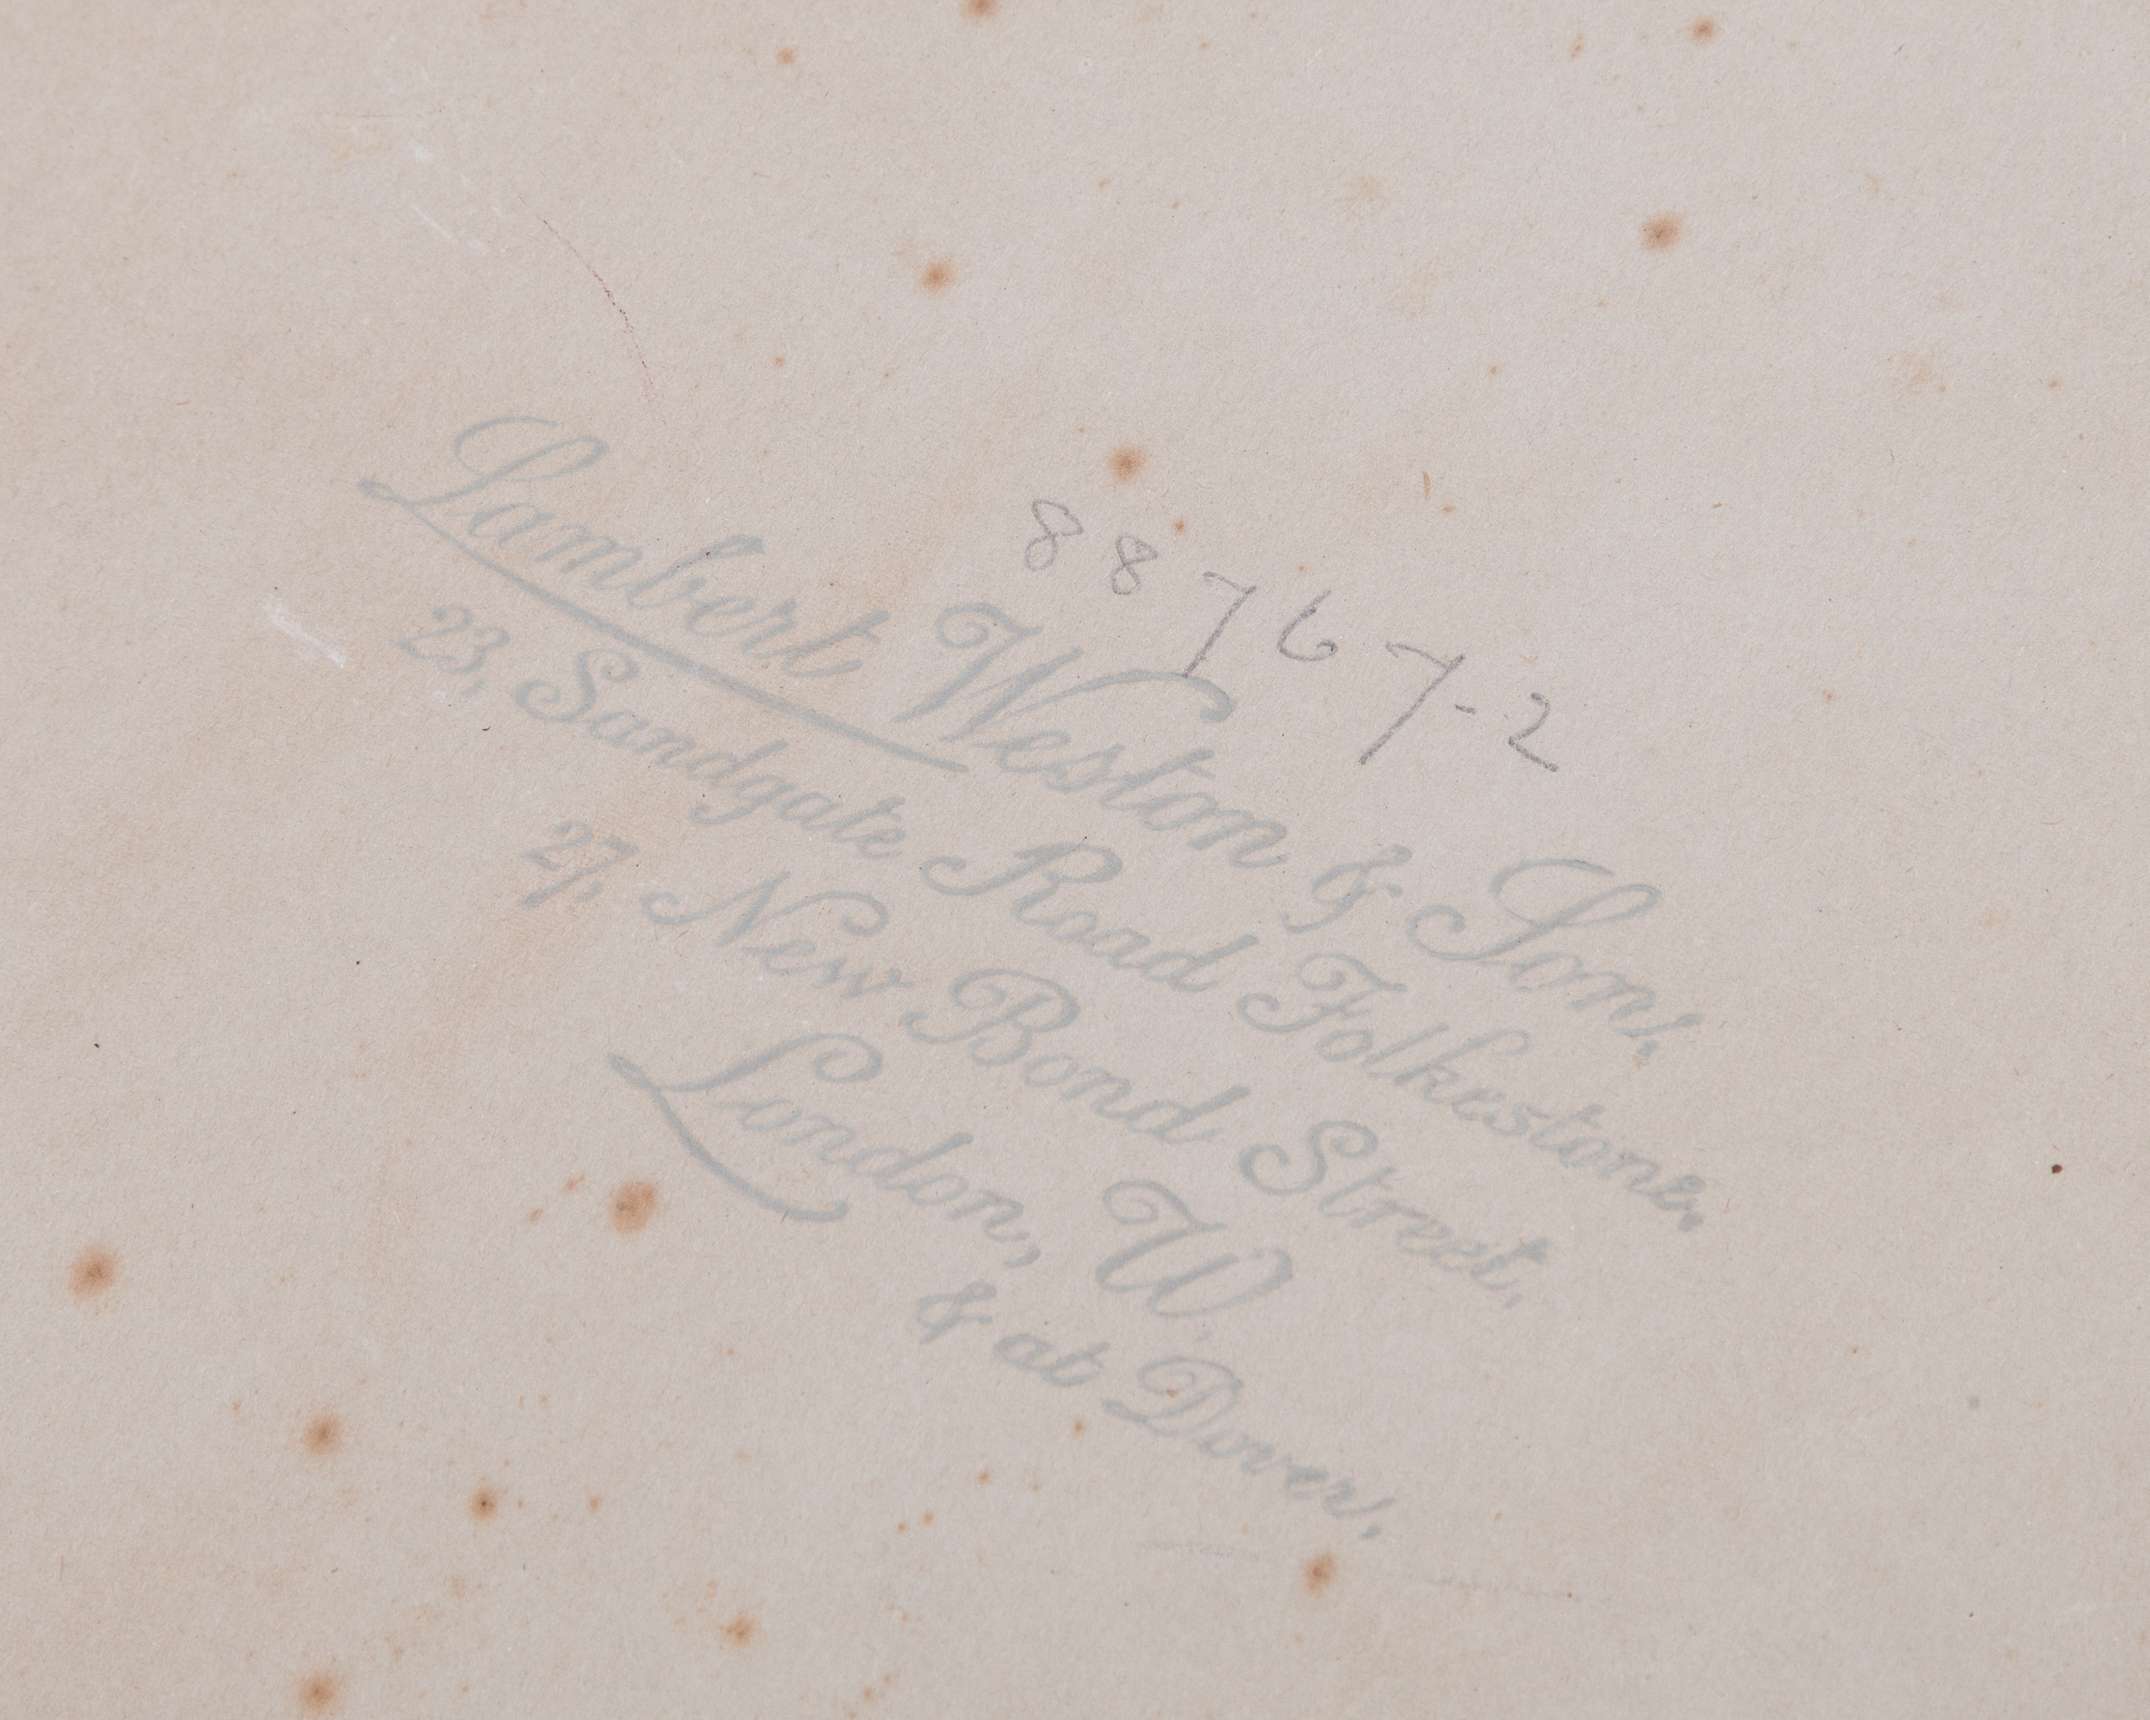 88767-2
Lambert Weston & Sons.
23, Sandgate Road Folkestone.
27, New Bond Street.
London, W.
& at Dover.